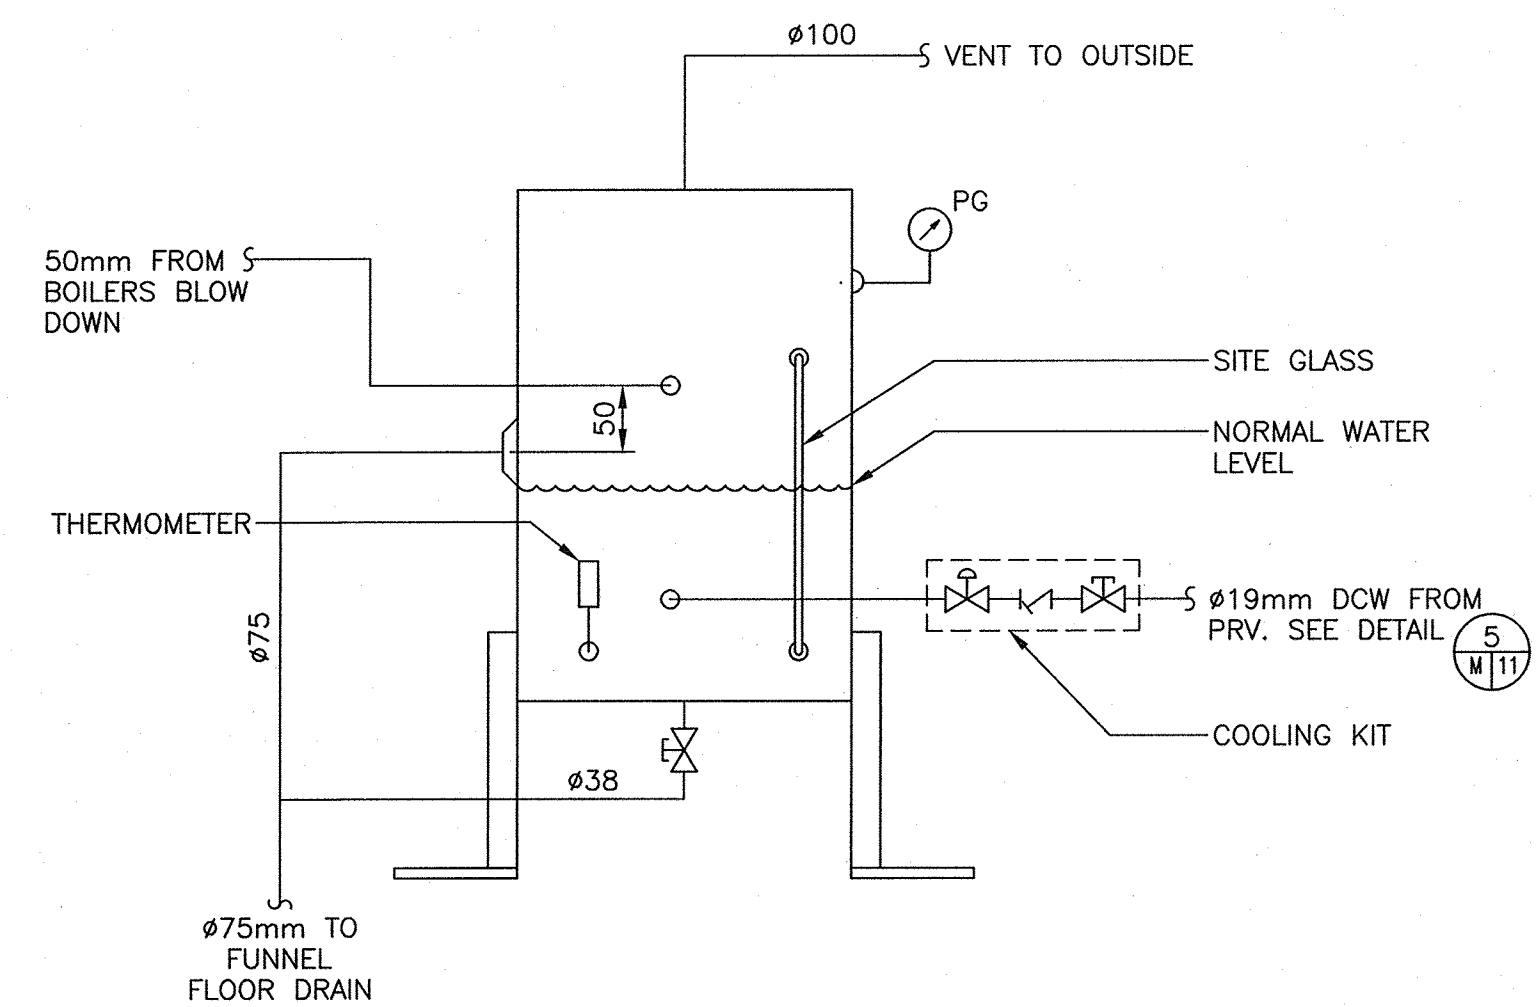 ø100
VENT TO OUTSIDE
PG
50mm FROM
BOILERS BLOW
DOWN
SITE GLASS
50
NORMAL WATER
LEVEL
THERMOMETER
ø19mm DCW FROM
PRV. SEE DETAIL
5
M 11
ø75
COOLING KIT
ø38
ø75mm TO
FUNNEL
FLOOR DRAIN